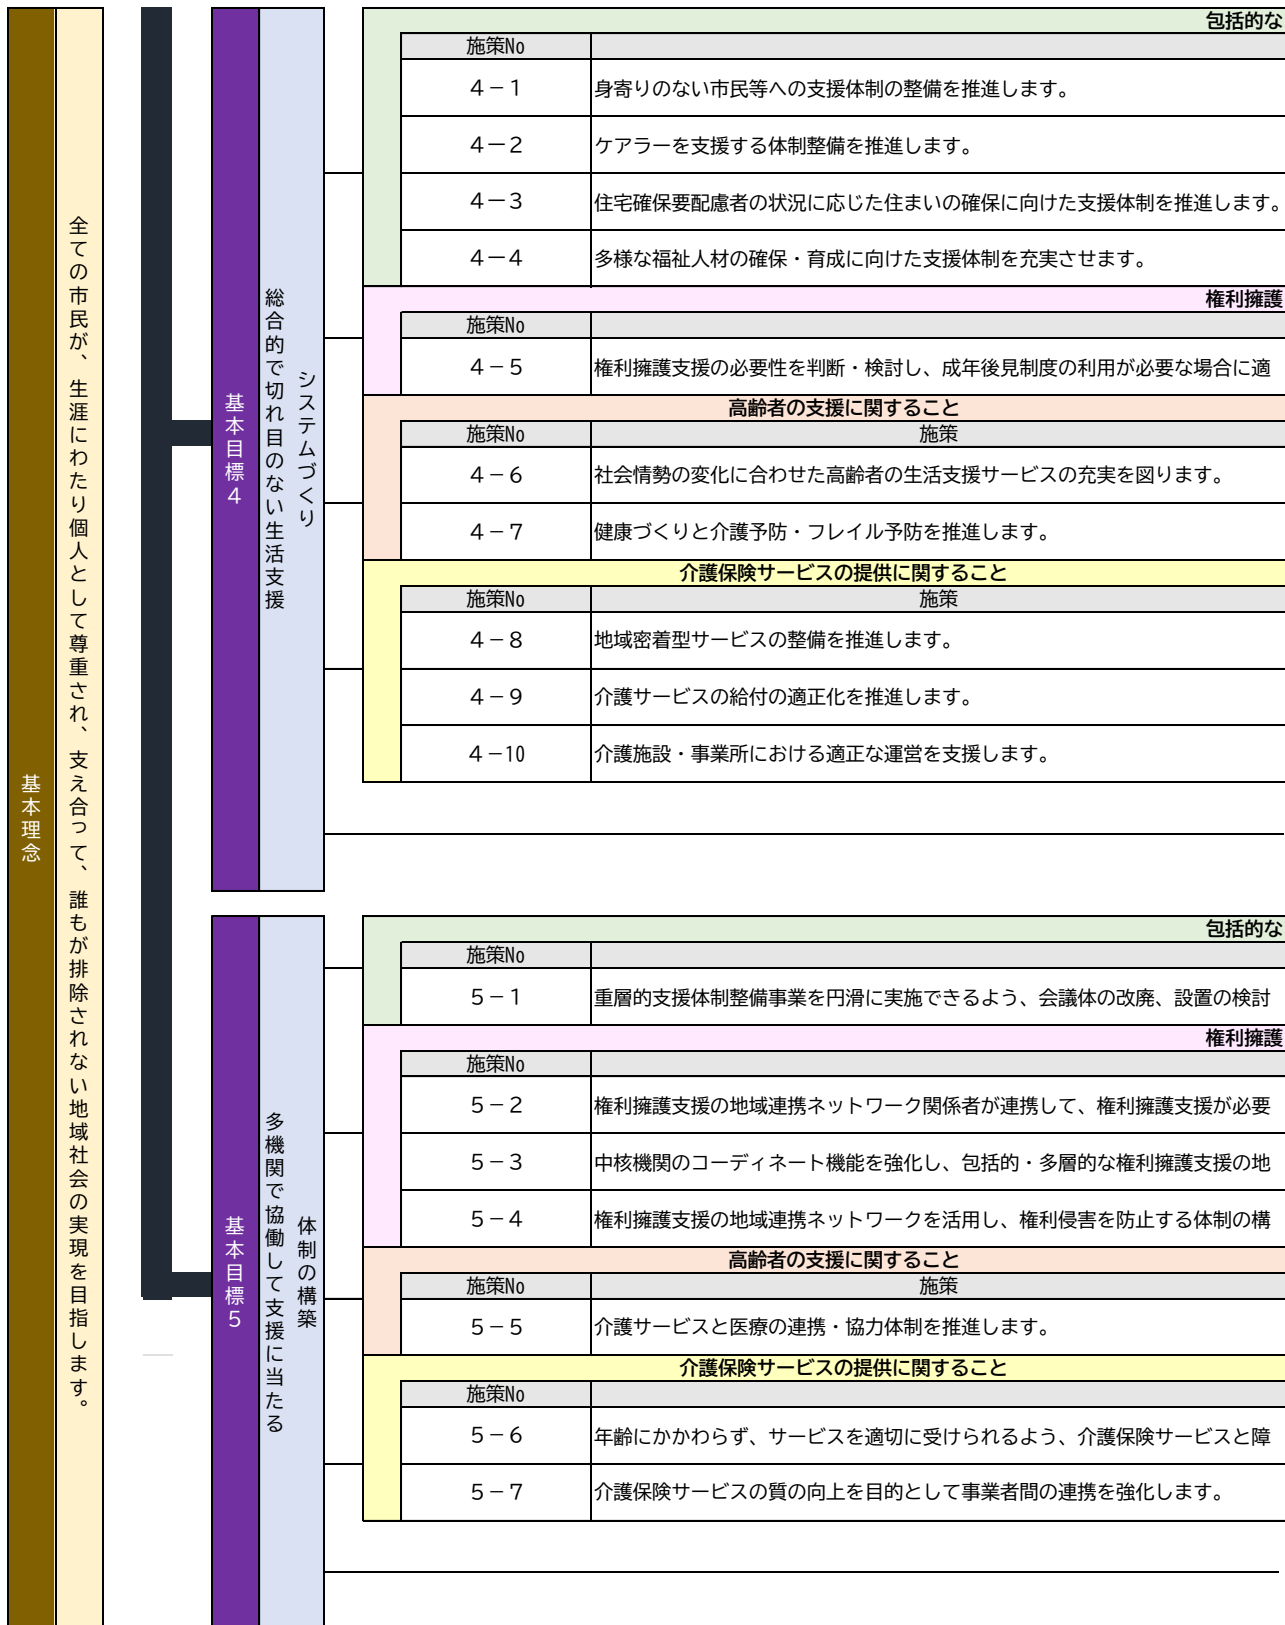 基本理念
全ての市民が、生涯にわたり個人として尊重され、支え合って、誰もが排除されない地域社会の実現を目指します。
基本目標4
総合的で切れ目のない生活支援
システムづくり
包括的な
施策No
4－1 身寄りのない市民等への支援体制の整備を推進します。
4－2 ケアラーを支援する体制整備を推進します。
4－3 住宅確保要配慮者の状況に応じた住まいの確保に向けた支援体制を推進します。
4－4 多様な福祉人材の確保・育成に向けた支援体制を充実させます。
権利擁護
施策No
4－5 権利擁護支援の必要性を判断・検討し、成年後見制度の利用が必要な場合に適
高齢者の支援に関すること
施策No 施策
4－6 社会情勢の変化に合わせた高齢者の生活支援サービスの充実を図ります。
4－7 健康づくりと介護予防・フレイル予防を推進します。
介護保険サービスの提供に関すること
施策No 施策
4－8 地域密着型サービスの整備を推進します。
4－9 介護サービスの給付の適正化を推進します。
4－10 介護施設・事業所における適正な運営を支援します。
基本目標5
多機関で協働して支援に当たる
体制の構築
包括的な
施策No
5－1 重層的支援体制整備事業を円滑に実施できるよう、会議体の改廃、設置の検討
権利擁護
施策No
5－2 権利擁護支援の地域連携ネットワーク関係者が連携して、権利擁護支援が必要
5－3 中核機関のコーディネート機能を強化し、包括的・多層的な権利擁護支援の地
5－4 権利擁護支援の地域連携ネットワークを活用し、権利侵害を防止する体制の構
高齢者の支援に関すること
施策No 施策
5－5 介護サービスと医療の連携・協力体制を推進します。
介護保険サービスの提供に関すること
施策No
5－6 年齢にかかわらず、サービスを適切に受けられるよう、介護保険サービスと障
5－7 介護保険サービスの質の向上を目的として事業者間の連携を強化します。